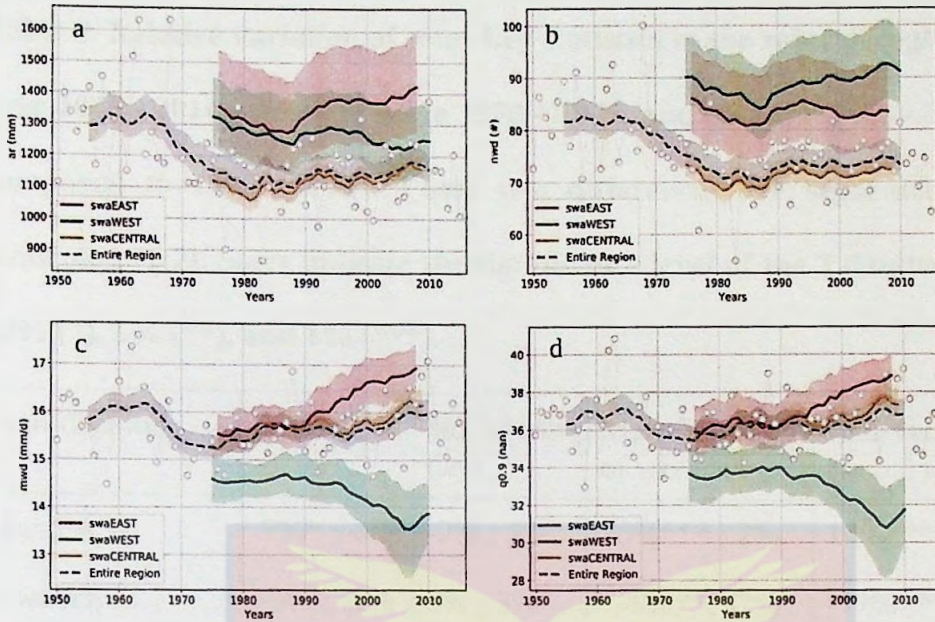 a
1600
1500
1400
1300
1200
1100
1000
900
ar (mm)
swaEAST
swaWEST
swaCENTRAL
Entire Region
1950 1960 1970 1980 1990 2000 2010
Years
b
100
90
80
70
60
nwd (#)
swaEAST
swaWEST
swaCENTRAL
Entire Region
1950 1960 1970 1980 1990 2000 2010
Years
c
17
16
15
14
13
mwd (mm/d)
swaEAST
swaWEST
swaCENTRAL
Entire Region
1950 1960 1970 1980 1990 2000 2010
Years
d
40
38
36
34
32
30
28
q0.9 (nan)
swaEAST
swaWEST
swaCENTRAL
Entire Region
1950 1960 1970 1980 1990 2000 2010
Years